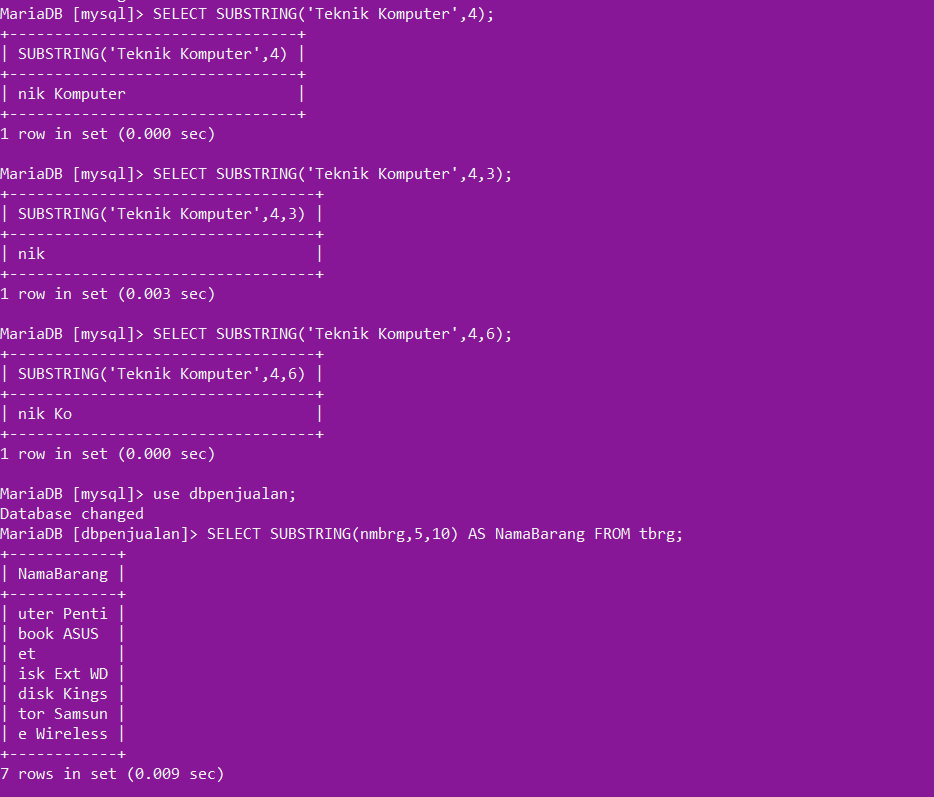 MariaDB [mysql]> SELECT SUBSTRING('Teknik Komputer',4);
+--------------------------------+
| SUBSTRING('Teknik Komputer',4) |
+--------------------------------+
| nik Komputer                   |
+--------------------------------+
1 row in set (0.000 sec)

MariaDB [mysql]> SELECT SUBSTRING('Teknik Komputer',4,3);
+----------------------------------+
| SUBSTRING('Teknik Komputer',4,3) |
+----------------------------------+
| nik                              |
+----------------------------------+
1 row in set (0.003 sec)

MariaDB [mysql]> SELECT SUBSTRING('Teknik Komputer',4,6);
+----------------------------------+
| SUBSTRING('Teknik Komputer',4,6) |
+----------------------------------+
| nik Ko                           |
+----------------------------------+
1 row in set (0.000 sec)

MariaDB [mysql]> use dbpenjualan;
Database changed
MariaDB [dbpenjualan]> SELECT SUBSTRING(nmbrg,5,10) AS NamaBarang FROM tbrg;
+------------+
| NamaBarang |
+------------+
| uter Penti |
| book ASUS  |
| et         |
| isk Ext WD |
| disk Kings |
| tor Samsun |
| e Wireless |
+------------+
7 rows in set (0.009 sec)